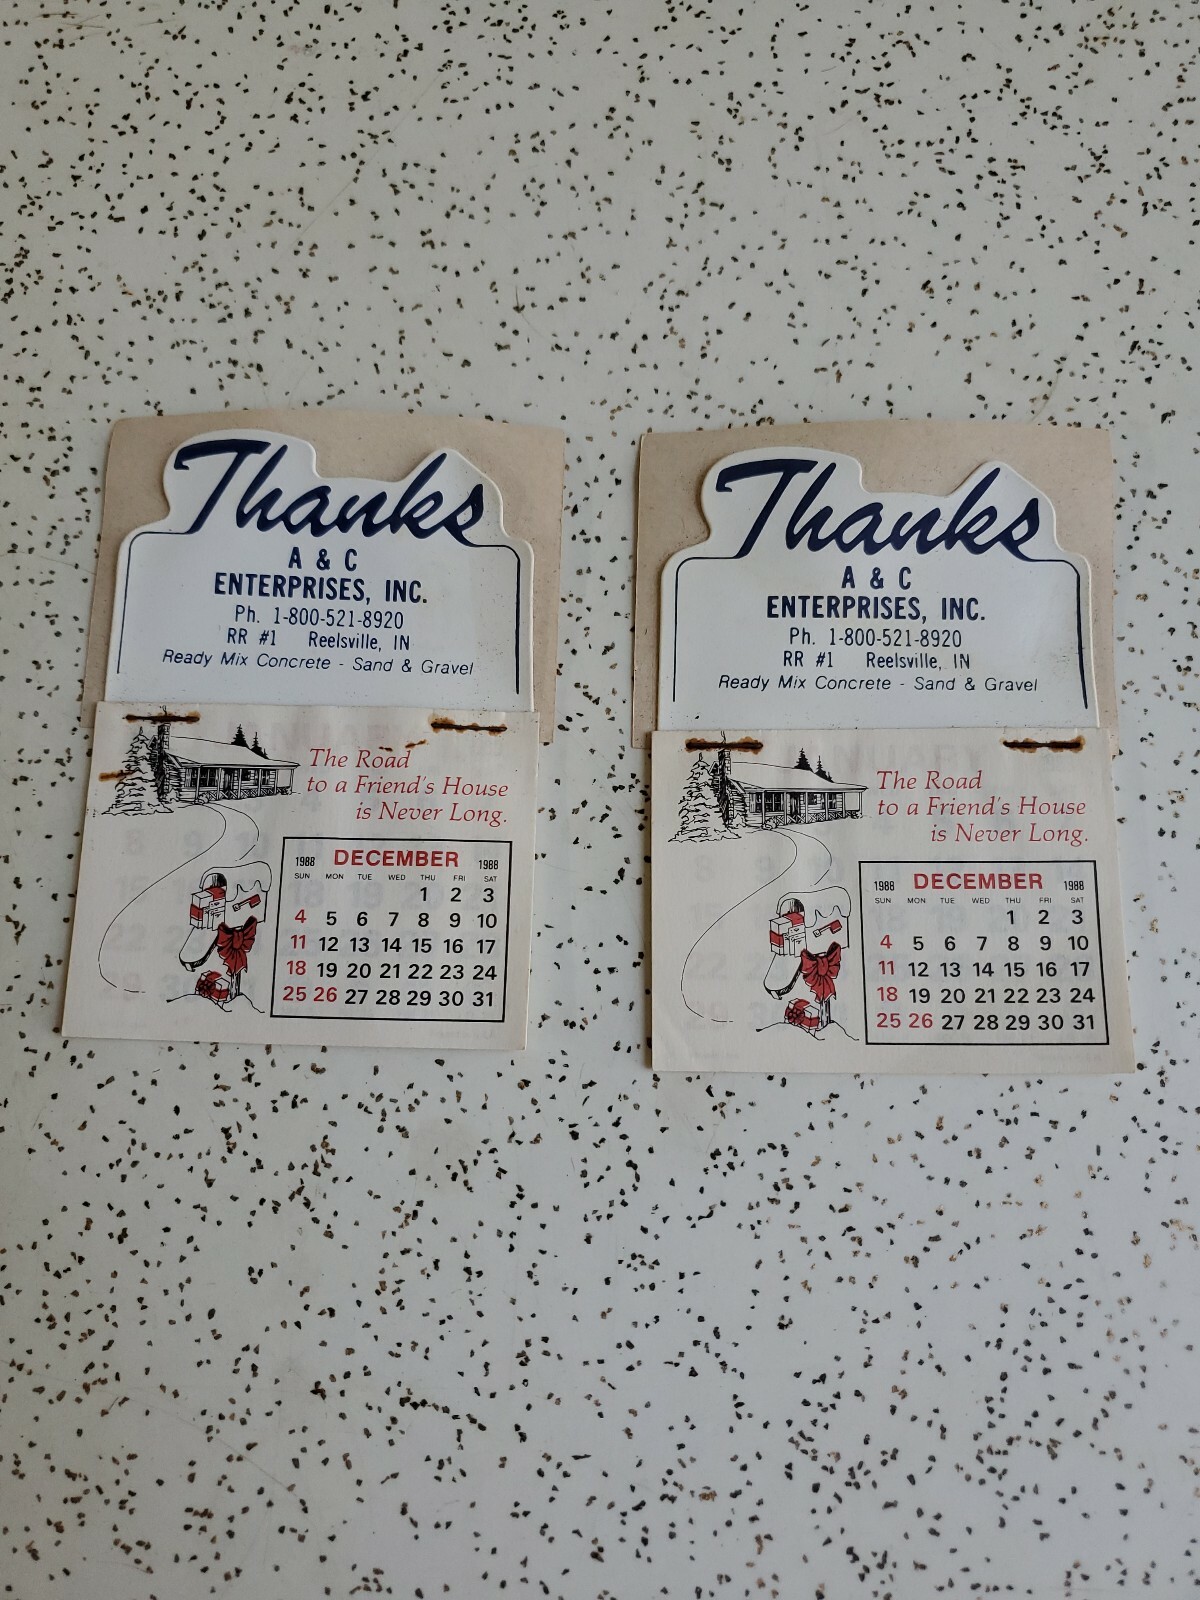 Thanks
A & C
ENTERPRISES, INC.
Ph. 1-800-521-8920
RR #1 Reelsville, IN
Ready Mix Concrete - Sand & Gravel
The Road
to a Friend's House
is Never Long.
1988 DECEMBER 1988
SUN MON TUE WED THU FRI SAT
1 2 3
4 5 6 7 8 9 10
11 12 13 14 15 16 17
18 19 20 21 22 23 24
25 26 27 28 29 30 31
Thanks
A & C
ENTERPRISES, INC.
Ph. 1-800-521-8920
RR #1 Reelsville, IN
Ready Mix Concrete - Sand & Gravel
The Road
to a Friend's House
is Never Long.
1988 DECEMBER 1988
SUN MON TUE WED THU FRI SAT
1 2 3
4 5 6 7 8 9 10
11 12 13 14 15 16 17
18 19 20 21 22 23 24
25 26 27 28 29 30 31